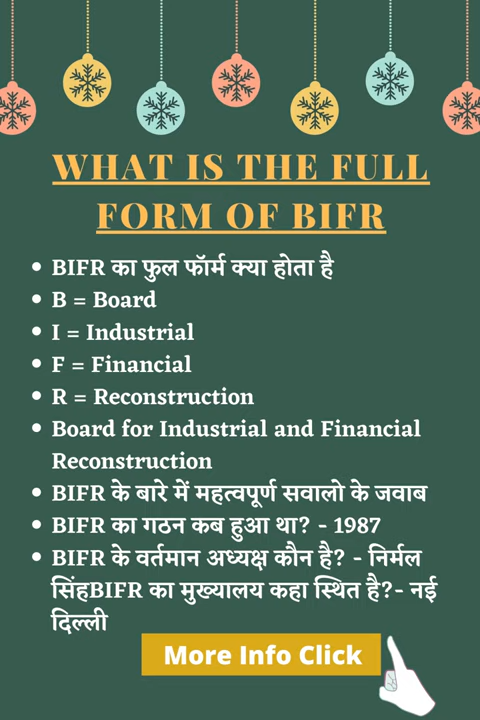 WHAT IS THE FULL
FORM OF BIFR
• BIFR का फुल फॉर्म क्या होता है
• B = Board
• I = Industrial
• F = Financial
• R = Reconstruction
• Board for Industrial and Financial
Reconstruction
• BIFR के बारे में महत्वपूर्ण सवालो के जवाब
• BIFR का गठन कब हुआ था? - 1987
• BIFR के वर्तमान अध्यक्ष कौन है? - निर्मल
सिंहBIFR का मुख्यालय कहा स्थित है?- नई
दिल्ली
More Info Click